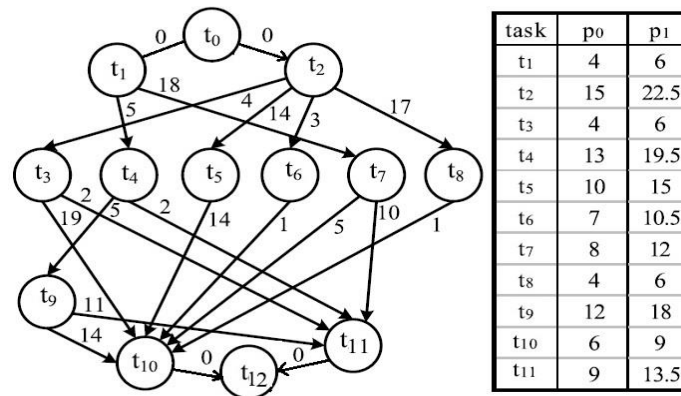 t0
0 0
t1 t2
18 4 14 17
5 3
t3 t4 t5 t6 t7 t8
2 5 2 10
19 14 1 5 1
t9
11
14
t10 0 t12 0 t11
task p0 p1
t1 4 6
t2 15 22.5
t3 4 6
t4 13 19.5
t5 10 15
t6 7 10.5
t7 8 12
t8 4 6
t9 12 18
t10 6 9
t11 9 13.5